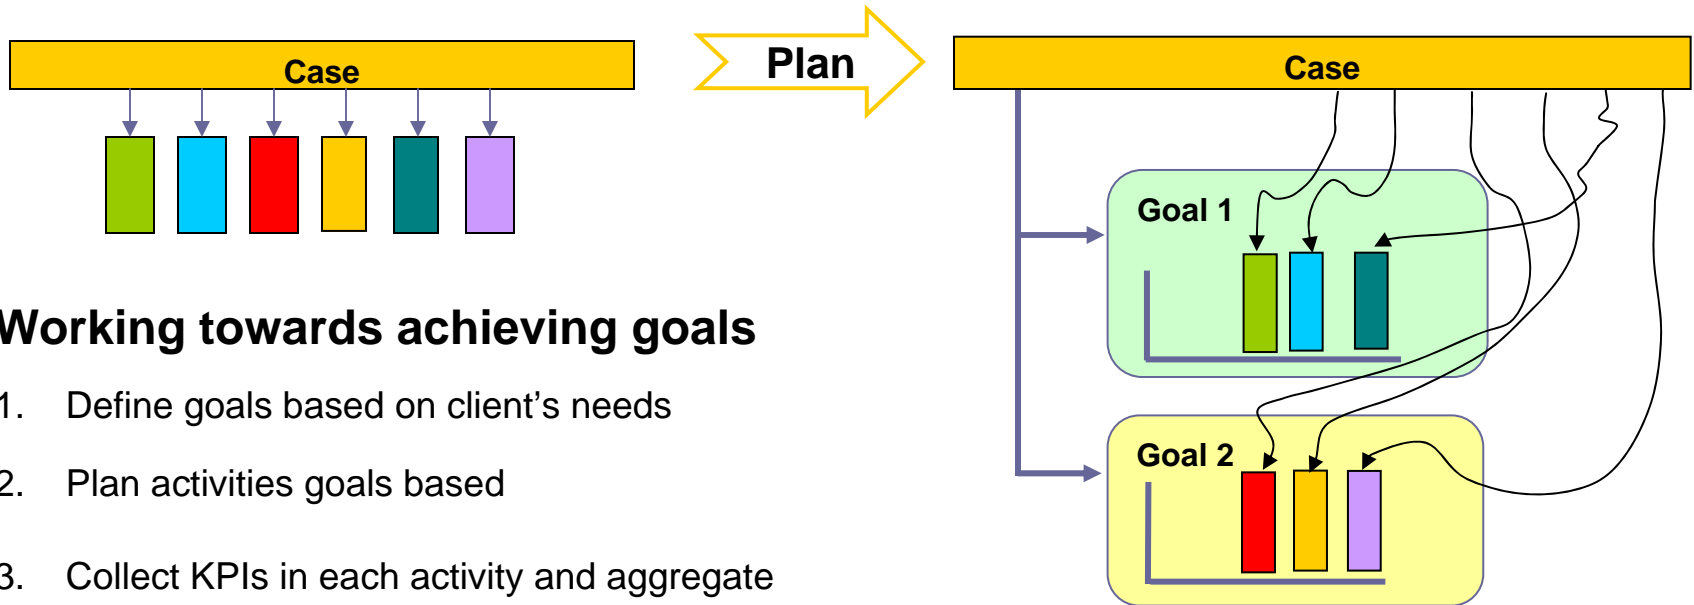 Case
Plan
Case
Goal 1
Working towards achieving goals
1. Define goals based on client's needs
2. Plan activities goals based
Goal 2
3. Collect KPIs in each activity and aggregate